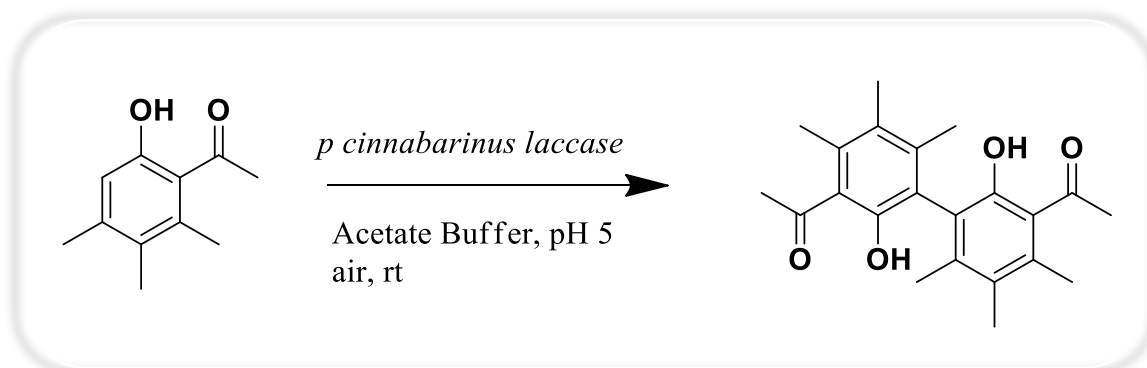 OH O
p cinnabarinus laccase
Acetate Buffer, pH 5
air, rt
OH O
O OH